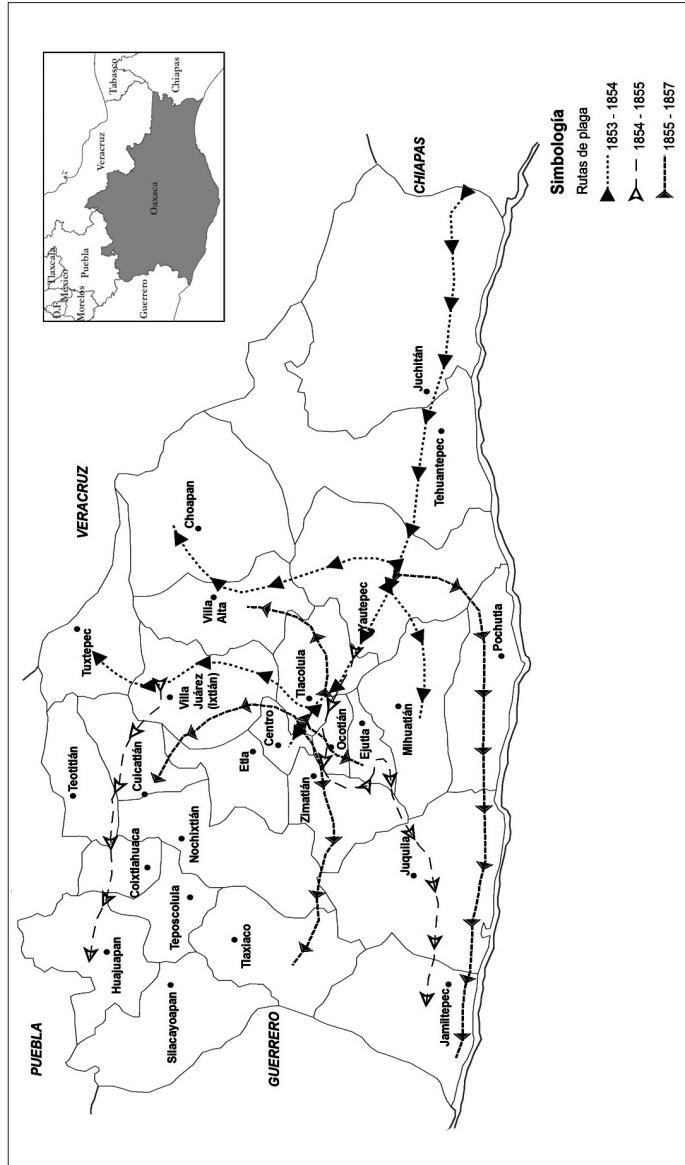 PUEBLA
VERACRUZ
GUERRERO
CHIAPAS
Teotitlán
Tuxtepec
Huajuapan
Coixtlahuaca
Cuicatlán
Villa
Juárez
(Ixtlán)
Choapan
Silacayoapan
Teposcolula
Nochixtlán
Villa
Alta
Tlaxiaco
Etla
Centro
Tlacolula
Zimatlán
Ocotlán
Yautepec
Ejutla
Juchitán
Juquila
Mihuatlán
Tehuantepec
Jamiltepec
Pochutla
D.F.
Tlaxcala
México
Morelos
Puebla
Veracruz
Tabasco
Guerrero
Oaxaca
Chiapas
Simbología
Rutas de plaga
1853 - 1854
1854 - 1855
1855 - 1857